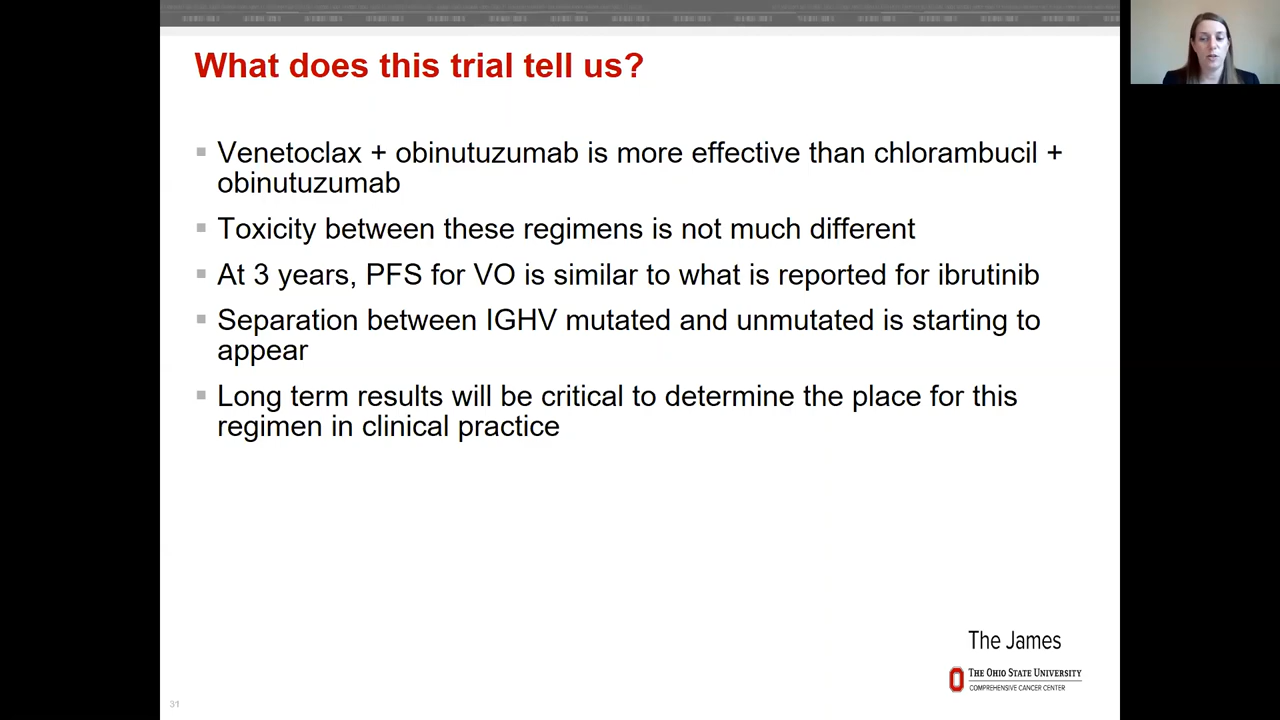 What does this trial tell us?
Venetoclax + obinutuzumab is more effective than chlorambucil +
obinutuzumab
Toxicity between these regimens is not much different
At 3 years, PFS for VO is similar to what is reported for ibrutinib
Separation between IGHV mutated and unmutated is starting to
appear
Long term results will be critical to determine the place for this
regimen in clinical practice
The James
THE OHIO STATE UNIVERSITY
COMPREHENSIVE CANCER CENTER
31